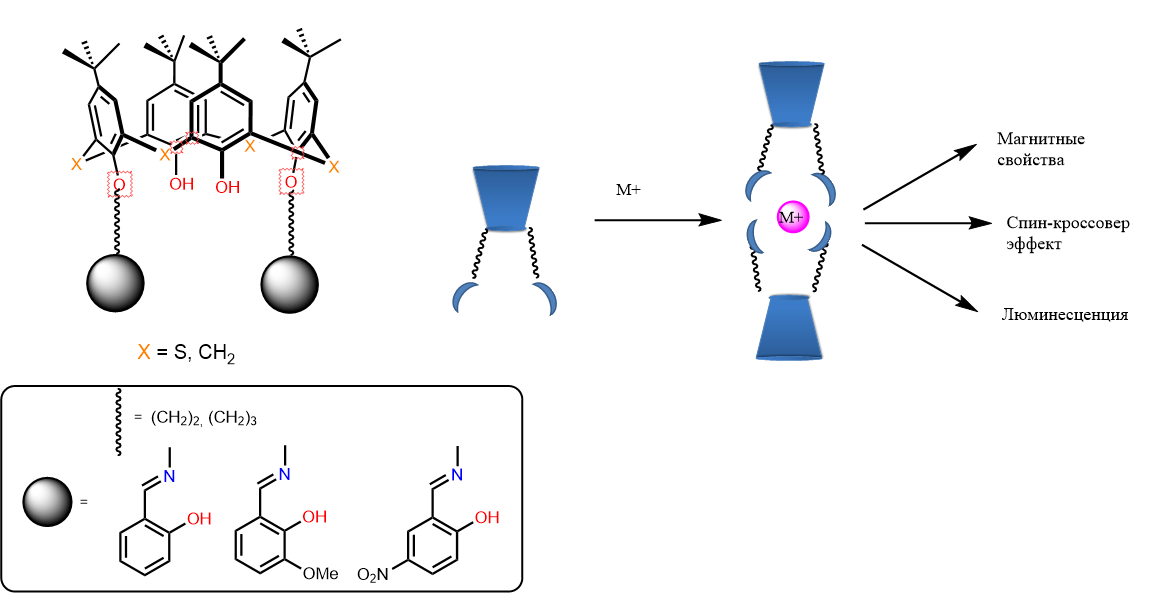 X
X
X
X
O
OH
OH
O
X = S, CH2
= (CH2)2, (CH2)3
=
N
OH
N
OH
OMe
N
OH
O2N
M+
M+
Магнитные
свойства
Спин-кроссовер
эффект
Люминесценция